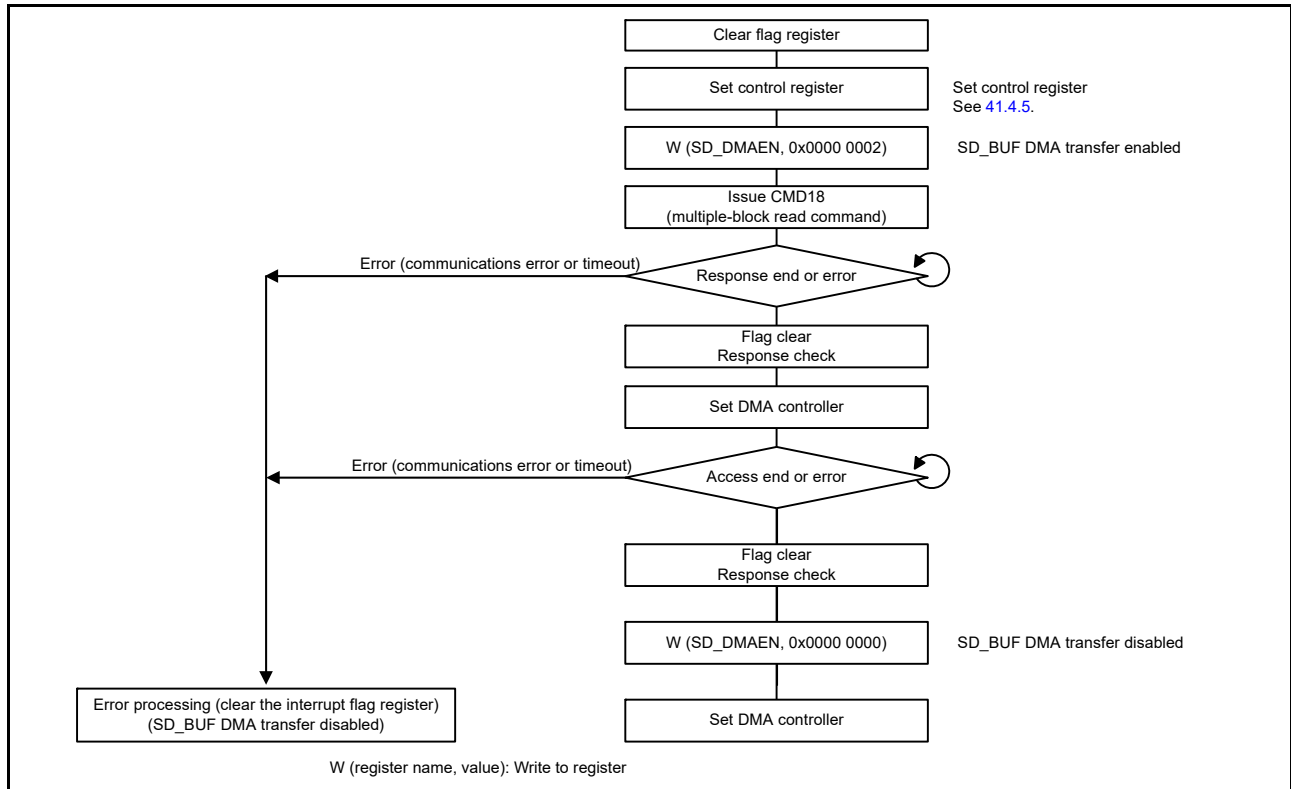 Clear flag register
Set control register
Set control register
See 41.4.5.
W (SD_DMAEN, 0x0000 0002)
SD_BUF DMA transfer enabled
Issue CMD18
(multiple-block read command)
Error (communications error or timeout)
Response end or error
Flag clear
Response check
Set DMA controller
Error (communications error or timeout)
Access end or error
Flag clear
Response check
W (SD_DMAEN, 0x0000 0000)
SD_BUF DMA transfer disabled
Error processing (clear the interrupt flag register)
(SD_BUF DMA transfer disabled)
Set DMA controller
W (register name, value): Write to register